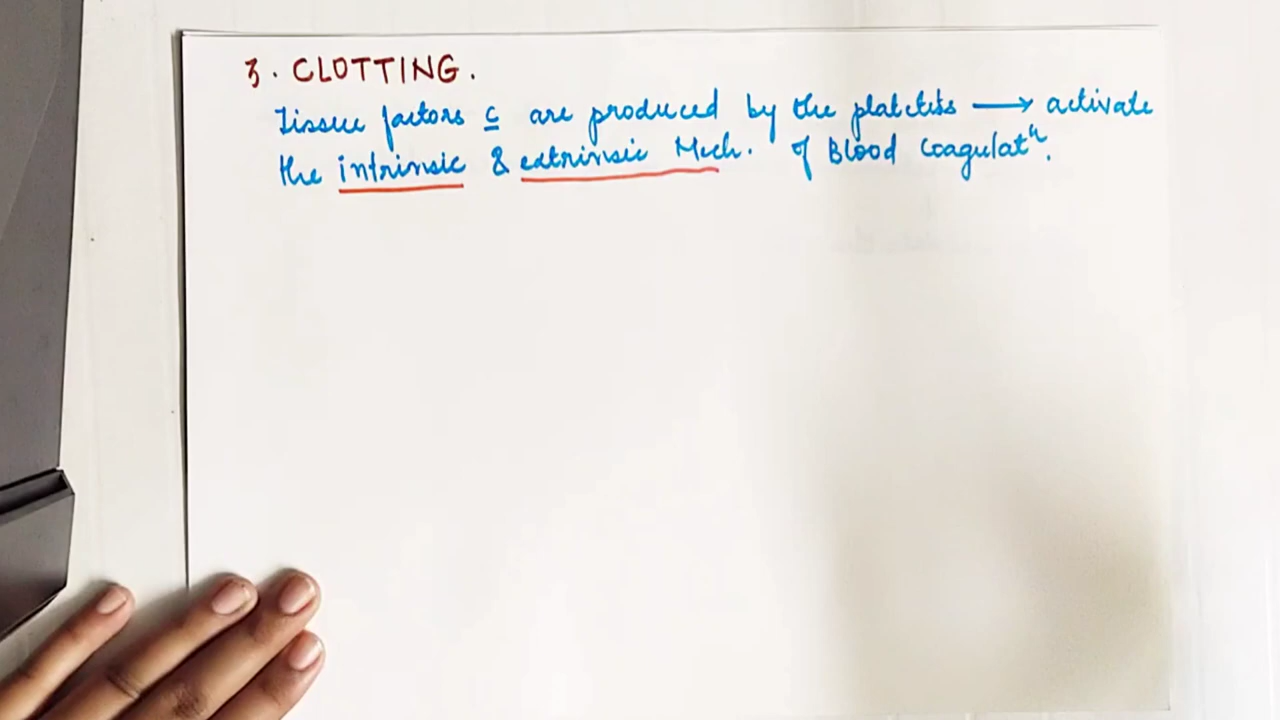 3. CLOTTING.
Tissue factors c̲ are produced by the platelets ⟶ activate
the intrinsic & extrinsic Mech. of Blood Coagulatⁿ.